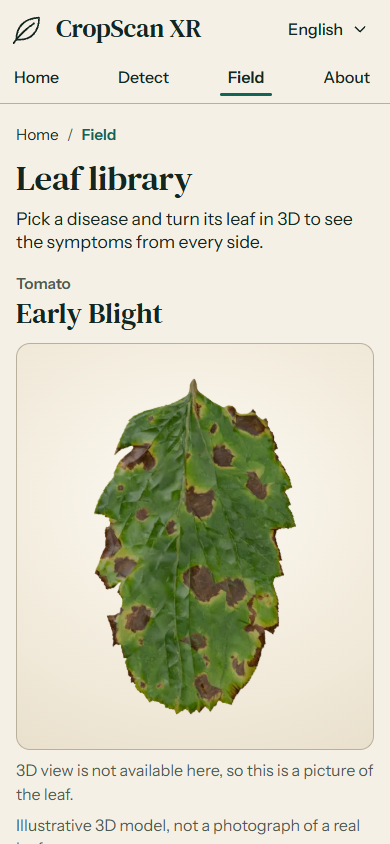 CropScan XR
English
Home
Detect
Field
About
Home / Field
Leaf library
Pick a disease and turn its leaf in 3D to see
the symptoms from every side.
Tomato
Early Blight
3D view is not available here, so this is a picture of
the leaf.
Illustrative 3D model, not a photograph of a real